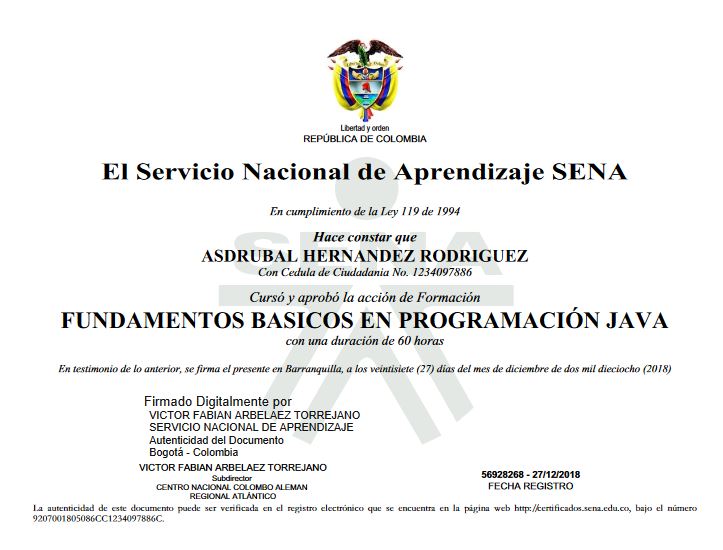 Libertad y orden
REPÚBLICA DE COLOMBIA
El Servicio Nacional de Aprendizaje SENA
En cumplimiento de la Ley 119 de 1994
Hace constar que
ASDRUBAL HERNANDEZ RODRIGUEZ
Con Cedula de Ciudadania No. 1234097886
SENA
Cursó y aprobó la acción de Formación
FUNDAMENTOS BASICOS EN PROGRAMACIÓN JAVA
con una duración de 60 horas
En testimonio de lo anterior, se firma el presente en Barranquilla, a los veintisiete (27) días del mes de diciembre de dos mil dieciocho (2018)
Firmado Digitalmente por
VICTOR FABIAN ARBELAEZ TORREJANO
SERVICIO NACIONAL DE APRENDIZAJE
Autenticidad del Documento
Bogotá - Colombia
VICTOR FABIAN ARBELAEZ TORREJANO
Subdirector
CENTRO NACIONAL COLOMBO ALEMAN
REGIONAL ATLÁNTICO
56928268 - 27/12/2018
FECHA REGISTRO
La autenticidad de este documento puede ser verificada en el registro electrónico que se encuentra en la página web http://certificados.sena.edu.co, bajo el número
9207001805086CC1234097886C.